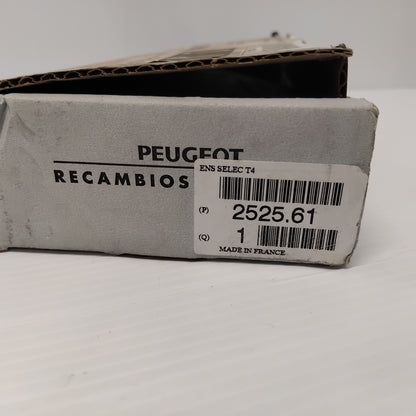 PEUGEOT
RECAMBIOS
ENS SELEC T4
(P) 2525.61
(Q) 1
MADE IN FRANCE